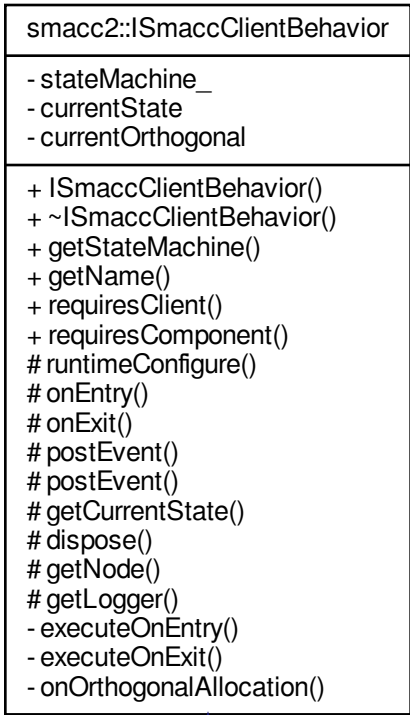 smacc2::ISmaccClientBehavior
- stateMachine_
- currentState
- currentOrthogonal
+ ISmaccClientBehavior()
+ ~ISmaccClientBehavior()
+ getStateMachine()
+ getName()
+ requiresClient()
+ requiresComponent()
# runtimeConfigure()
# onEntry()
# onExit()
# postEvent()
# postEvent()
# getCurrentState()
# dispose()
# getNode()
# getLogger()
- executeOnEntry()
- executeOnExit()
- onOrthogonalAllocation()